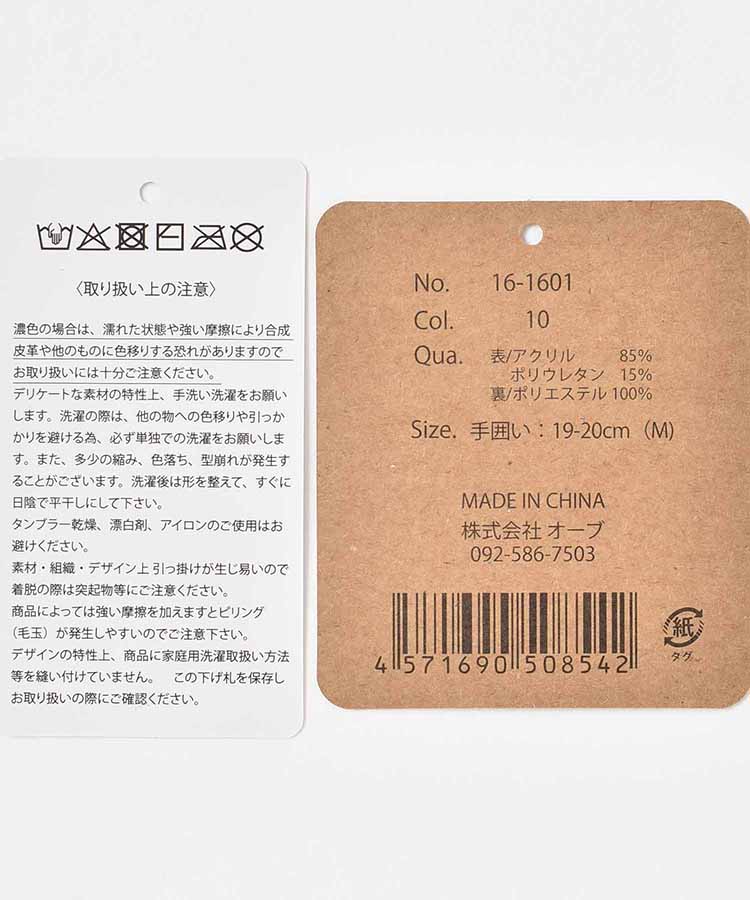 〈取り扱い上の注意〉
濃色の場合は、濡れた状態や強い摩擦により合成
皮革や他のものに色移りする恐れがありますので
お取り扱いには十分ご注意ください。
デリケートな素材の特性上、手洗い洗濯をお願い
します。洗濯の際は、他の物への色移りや引っか
かりを避ける為、必ず単独での洗濯をお願いしま
す。また、多少の縮み、色落ち、型崩れが発生す
ることがございます。洗濯後は形を整えて、すぐに
日陰で平干しにして下さい。
タンブラー乾燥、漂白剤、アイロンのご使用はお
避けください。
素材・組織・デザイン上 引っ掛けが生じ易いので
着脱の際は突起物等にご注意ください。
商品によっては強い摩擦を加えますとピリング
（毛玉）が発生しやすいのでご注意下さい。
デザインの特性上、商品に家庭用洗濯取扱い方法
等を縫い付けていません。 この下げ札を保存し
お取り扱いの際にご確認ください。
No. 16-1601
Col. 10
Qua. 表/アクリル 85%
ポリウレタン 15%
裏/ポリエステル 100%
Size. 手囲い：19-20cm（M）
MADE IN CHINA
株式会社 オーブ
092-586-7503
4 571690 508542
紙
タグ